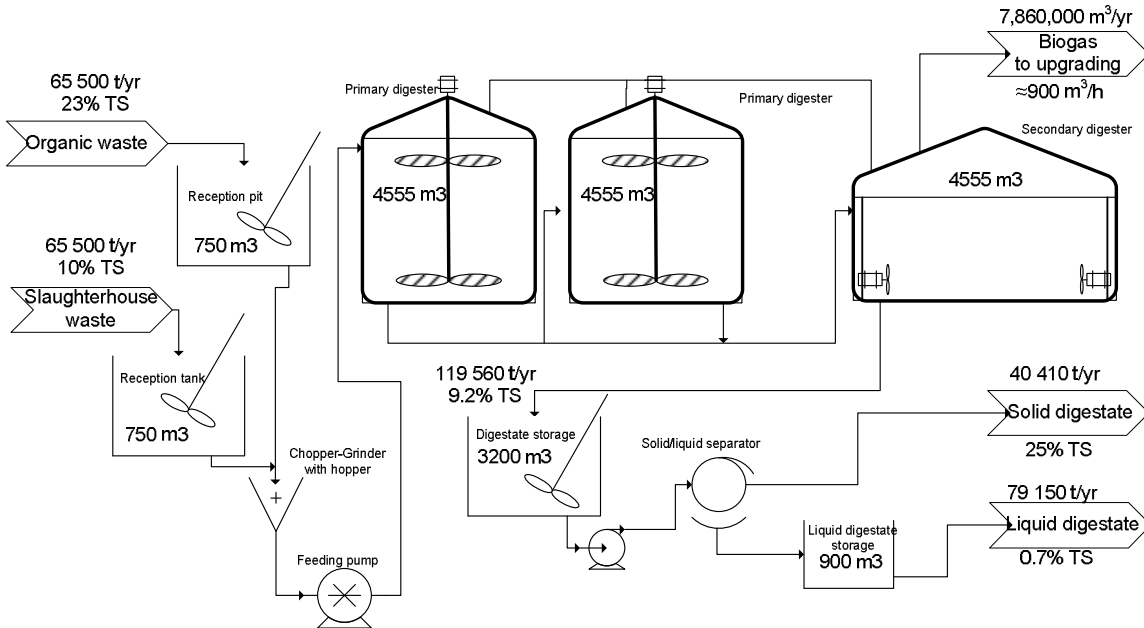 65 500 t/yr
23% TS
Organic waste
Reception pit
750 m3
65 500 t/yr
10% TS
Slaughterhouse
waste
Reception tank
750 m3
Chopper-Grinder
with hopper
+
Feeding pump
Primary digester
4555 m3
Primary digester
4555 m3
Secondary digester
4555 m3
7,860,000 m³/yr
Biogas
to upgrading
≈900 m³/h
119 560 t/yr
9.2% TS
Digestate storage
3200 m3
Solid/liquid separator
40 410 t/yr
Solid digestate
25% TS
Liquid digestate
storage
900 m3
79 150 t/yr
Liquid digestate
0.7% TS